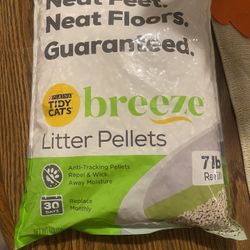 Neat Feet.
Neat Floors.
Guaranteed.
PURINA
TIDY
CATS
breeze
Litter Pellets
Anti-Tracking Pellets
Repel & Wick
Away Moisture
7 lb
30
DAYS
Replace
Monthly